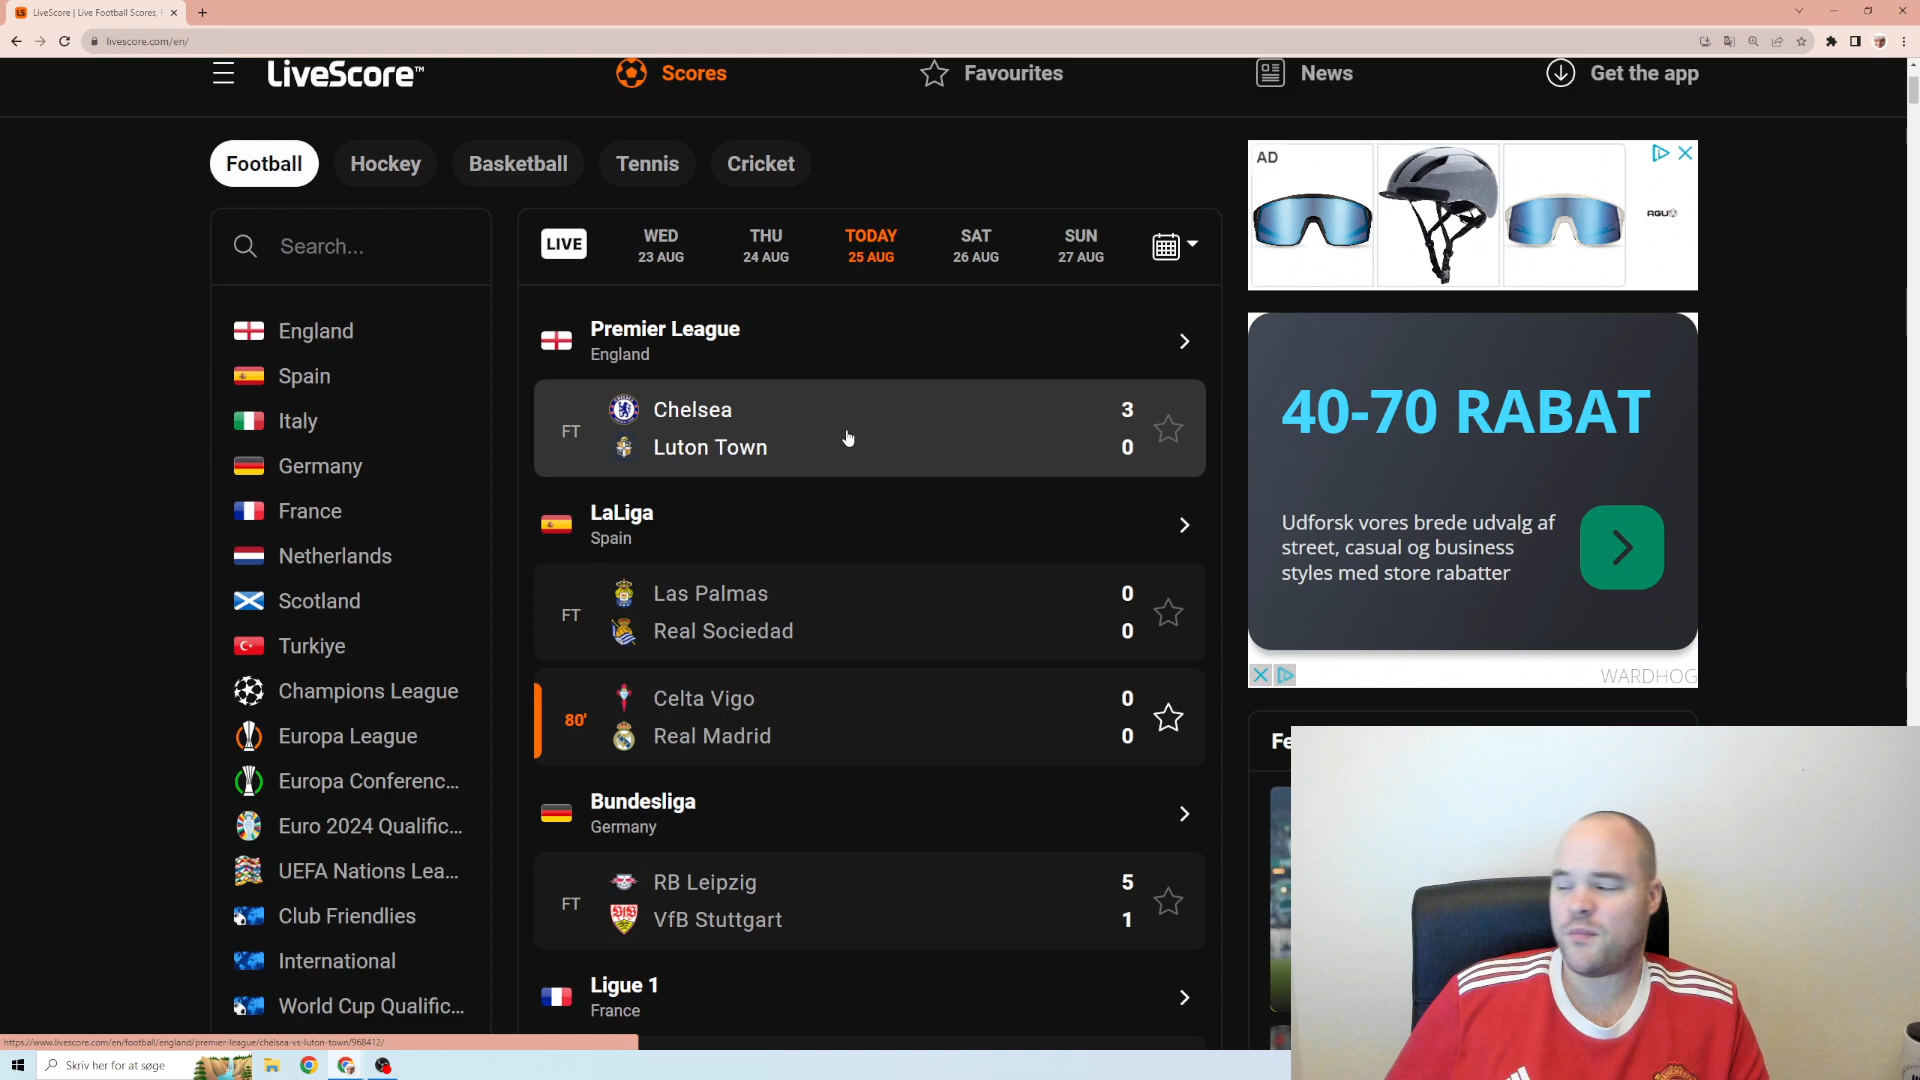 LiveScore | Live Football Scores, F
livescore.com/en/
LiveScore™
Scores
Favourites
News
Get the app
Football
Hockey
Basketball
Tennis
Cricket
Search...
England
Spain
Italy
Germany
France
Netherlands
Scotland
Turkiye
Champions League
Europa League
Europa Conferenc...
Euro 2024 Qualific...
UEFA Nations Lea...
Club Friendlies
International
World Cup Qualific...
LIVE
WED
23 AUG
THU
24 AUG
TODAY
25 AUG
SAT
26 AUG
SUN
27 AUG
Premier League
England
FT
Chelsea 3
Luton Town 0
LaLiga
Spain
FT
Las Palmas 0
Real Sociedad 0
80'
Celta Vigo 0
Real Madrid 0
Bundesliga
Germany
FT
RB Leipzig 5
VfB Stuttgart 1
Ligue 1
France
AD
AGU
40-70 RABAT
Udforsk vores brede udvalg af
street, casual og business
styles med store rabatter
WARDHOG
Fe
https://www.livescore.com/en/football/england/premier-league/chelsea-vs-luton-town/968412/
Skriv her for at søge